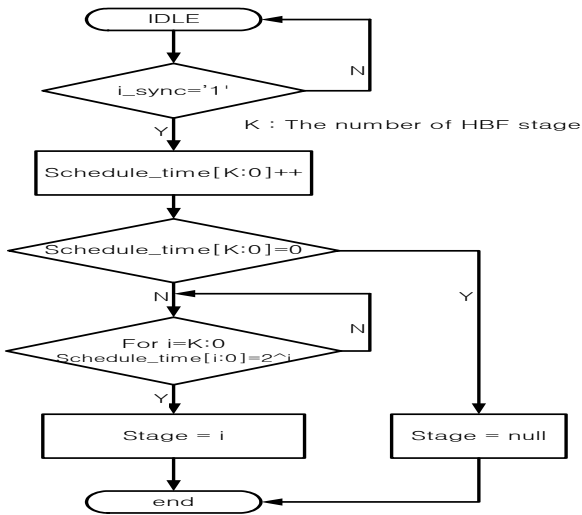 IDLE
N
i_sync='1'
Y
K : The number of HBF stage
Schedule_time[K:0]++
Schedule_time[K:0]=0
N
Y
N
For i=K:0
Schedule_time[i:0]=2^i
Y
Stage = i
Stage = null
end